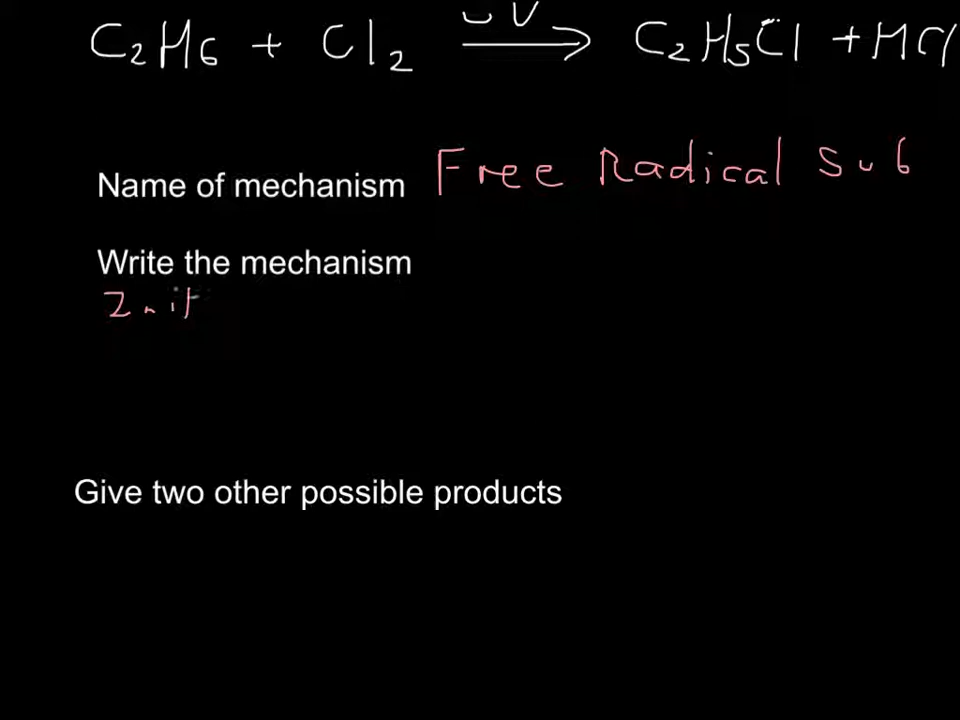 C2H6 + Cl2 UV → C2H5Cl + HCl
Name of mechanism Free Radical Sub
Write the mechanism
Init
Give two other possible products